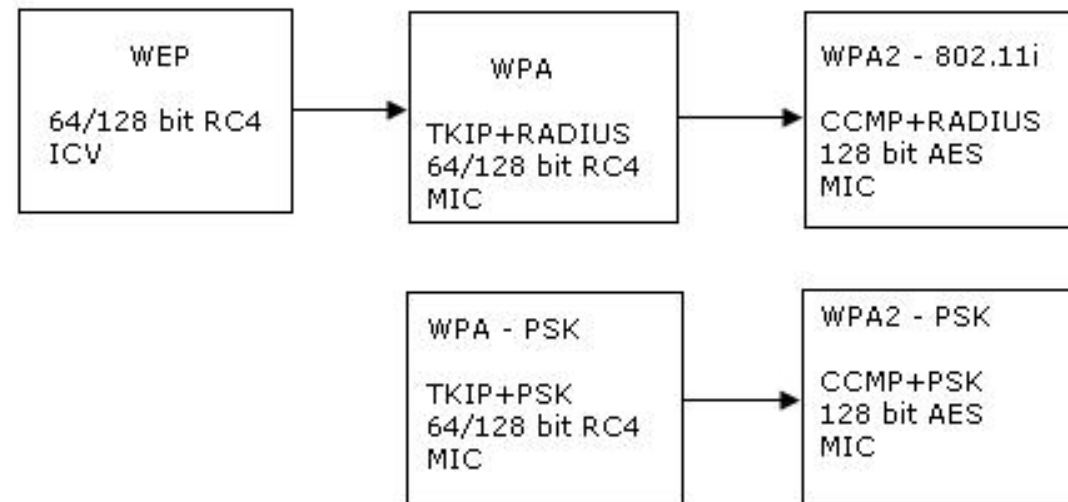 WEP
64/128 bit RC4
ICV
WPA
TKIP+RADIUS
64/128 bit RC4
MIC
WPA2 - 802.11i
CCMP+RADIUS
128 bit AES
MIC
WPA - PSK
TKIP+PSK
64/128 bit RC4
MIC
WPA2 - PSK
CCMP+PSK
128 bit AES
MIC